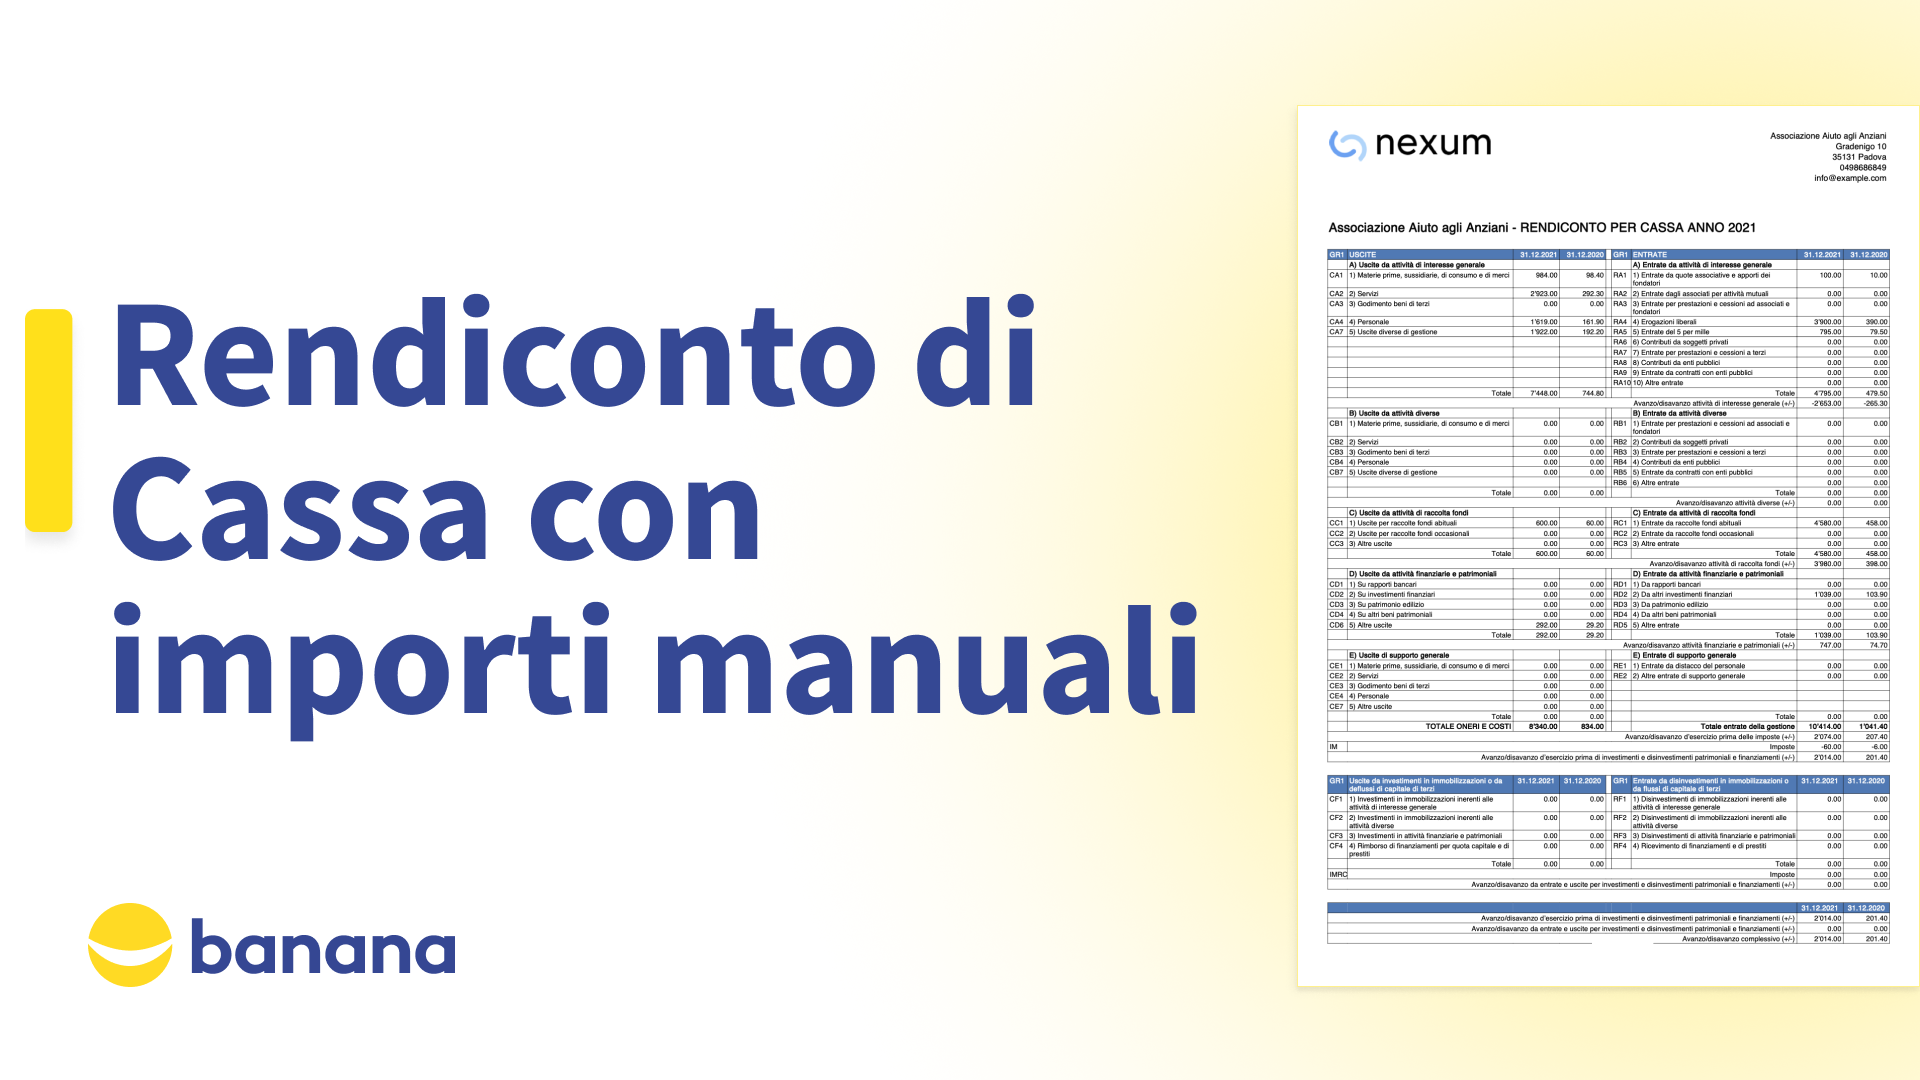 Rendiconto di
Cassa con
importi manuali
banana
nexum
Associazione Aiuto agli Anziani
Gradenigo 10
35131 Padova
0498686849
info@example.com
Associazione Aiuto agli Anziani - RENDICONTO PER CASSA ANNO 2021
GR1 USCITE 31.12.2021 31.12.2020 GR1 ENTRATE 31.12.2021 31.12.2020
A) Uscite da attività di interesse generale A) Entrate da attività di interesse generale
CA1 1) Materie prime, sussidiarie, di consumo e di merci 984.00 98.40 RA1 1) Entrate da quote associative e apporti dei 100.00 10.00
fondatori
CA2 2) Servizi 2'923.00 292.30 RA2 2) Entrate dagli associati per attività mutuali 0.00 0.00
CA3 3) Godimento beni di terzi 0.00 0.00 RA3 3) Entrate per prestazioni e cessioni ad associati e 0.00 0.00
fondatori
CA4 4) Personale 1'619.00 161.90 RA4 4) Erogazioni liberali 3'900.00 390.00
CA7 5) Uscite diverse di gestione 1'922.00 192.20 RA5 5) Entrate del 5 per mille 795.00 79.50
RA6 6) Contributi da soggetti privati 0.00 0.00
RA7 7) Entrate per prestazioni e cessioni a terzi 0.00 0.00
RA8 8) Contributi da enti pubblici 0.00 0.00
RA9 9) Entrate da contratti con enti pubblici 0.00 0.00
RA10 10) Altre entrate 0.00 0.00
Totale 7'448.00 744.80 Totale 4'795.00 479.50
Avanzo/disavanzo attività di interesse generale (+/-) -2'653.00 -265.30
B) Uscite da attività diverse B) Entrate da attività diverse
CB1 1) Materie prime, sussidiarie, di consumo e di merci 0.00 0.00 RB1 1) Entrate per prestazioni e cessioni ad associati e 0.00 0.00
fondatori
CB2 2) Servizi 0.00 0.00 RB2 2) Contributi da soggetti privati 0.00 0.00
CB3 3) Godimento beni di terzi 0.00 0.00 RB3 3) Entrate per prestazioni e cessioni a terzi 0.00 0.00
CB4 4) Personale 0.00 0.00 RB4 4) Contributi da enti pubblici 0.00 0.00
CB7 5) Uscite diverse di gestione 0.00 0.00 RB5 5) Entrate da contratti con enti pubblici 0.00 0.00
RB6 6) Altre entrate 0.00 0.00
Totale 0.00 0.00 Totale 0.00 0.00
Avanzo/disavanzo attività diverse (+/-) 0.00 0.00
C) Uscite da attività di raccolta fondi C) Entrate da attività di raccolta fondi
CC1 1) Uscite per raccolte fondi abituali 600.00 60.00 RC1 1) Entrate da raccolte fondi abituali 4'580.00 458.00
CC2 2) Uscite per raccolte fondi occasionali 0.00 0.00 RC2 2) Entrate da raccolte fondi occasionali 0.00 0.00
CC3 3) Altre uscite 0.00 0.00 RC3 3) Altre entrate 0.00 0.00
Totale 600.00 60.00 Totale 4'580.00 458.00
Avanzo/disavanzo attività di raccolta fondi (+/-) 3'980.00 398.00
D) Uscite da attività finanziarie e patrimoniali D) Entrate da attività finanziarie e patrimoniali
CD1 1) Su rapporti bancari 0.00 0.00 RD1 1) Da rapporti bancari 0.00 0.00
CD2 2) Su investimenti finanziari 0.00 0.00 RD2 2) Da altri investimenti finanziari 1'039.00 103.90
CD3 3) Su patrimonio edilizio 0.00 0.00 RD3 3) Da patrimonio edilizio 0.00 0.00
CD4 4) Su altri beni patrimoniali 0.00 0.00 RD4 4) Da altri beni patrimoniali 0.00 0.00
CD6 5) Altre uscite 292.00 29.20 RD5 5) Altre entrate 0.00 0.00
Totale 292.00 29.20 Totale 1'039.00 103.90
Avanzo/disavanzo attività finanziarie e patrimoniali (+/-) 747.00 74.70
E) Uscite di supporto generale E) Entrate di supporto generale
CE1 1) Materie prime, sussidiarie, di consumo e di merci 0.00 0.00 RE1 1) Entrate da distacco del personale 0.00 0.00
CE2 2) Servizi 0.00 0.00 RE2 2) Altre entrate di supporto generale 0.00 0.00
CE3 3) Godimento beni di terzi 0.00 0.00
CE4 4) Personale 0.00 0.00
CE7 5) Altre uscite 0.00 0.00
Totale 0.00 0.00 Totale 0.00 0.00
TOTALE ONERI E COSTI 8'340.00 834.00 Totale entrate della gestione 10'414.00 1'041.40
Avanzo/disavanzo d'esercizio prima delle imposte (+/-) 2'074.00 207.40
IM Imposte -60.00 -6.00
Avanzo/disavanzo d'esercizio prima di investimenti e disinvestimenti patrimoniali e finanziamenti (+/-) 2'014.00 201.40
GR1 Uscite da investimenti in immobilizzazioni o da 31.12.2021 31.12.2020 GR1 Entrate da disinvestimenti in immobilizzazioni o 31.12.2021 31.12.2020
deflussi di capitale di terzi da flussi di capitale di terzi
CF1 1) Investimenti in immobilizzazioni inerenti alle 0.00 0.00 RF1 1) Disinvestimenti di immobilizzazioni inerenti alle 0.00 0.00
attività di interesse generale attività di interesse generale
CF2 2) Investimenti in immobilizzazioni inerenti alle 0.00 0.00 RF2 2) Disinvestimenti di immobilizzazioni inerenti alle 0.00 0.00
attività diverse attività diverse
CF3 3) Investimenti in attività finanziarie e patrimoniali 0.00 0.00 RF3 3) Disinvestimenti di attività finanziarie e patrimoniali 0.00 0.00
CF4 4) Rimborso di finanziamenti per quota capitale e di 0.00 0.00 RF4 4) Ricevimento di finanziamenti e di prestiti 0.00 0.00
prestiti
Totale 0.00 0.00 Totale 0.00 0.00
IMRC Imposte 0.00 0.00
Avanzo/disavanzo da entrate e uscite per investimenti e disinvestimenti patrimoniali e finanziamenti (+/-) 0.00 0.00
31.12.2021 31.12.2020
Avanzo/disavanzo d'esercizio prima di investimenti e disinvestimenti patrimoniali e finanziamenti (+/-) 2'014.00 201.40
Avanzo/disavanzo da entrate e uscite per investimenti e disinvestimenti patrimoniali e finanziamenti (+/-) 0.00 0.00
Avanzo/disavanzo complessivo (+/-) 2'014.00 201.40